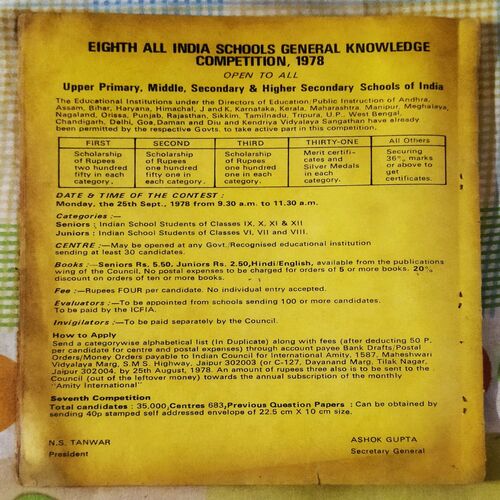 EIGHTH ALL INDIA SCHOOLS GENERAL KNOWLEDGE
COMPETITION, 1978
OPEN TO ALL
Upper Primary, Middle, Secondary & Higher Secondary Schools of India
The Educational Institutions under the Directors of Education/Public Instruction of Andhra,
Assam, Bihar, Haryana, Himachal, J and K, Karnataka, Kerala, Maharashtra, Manipur, Meghalaya,
Nagaland, Orissa, Punjab, Rajasthan, Sikkim, Tamilnadu, Tripura, U.P., West Bengal,
Chandigarh, Delhi, Goa, Daman and Diu and Kendriya Vidyalaya Sangathan have already
been permitted by the respective Govts. to take active part in this competition.
FIRST SECOND THIRD THIRTY-ONE All Others
Scholarship Scholarship Scholarship Merit certifi- Securing
of Rupees of Rupees of Rupees cates and 36% marks
two hundred one hundred one hundred Silver Medals or above to
fifty in each fifty one in one in each in each get
category. each category. category. category. certificates.
DATE & TIME OF THE CONTEST :
Monday, the 25th Sept., 1978 from 9.30 a.m. to 11.30 a.m.
Categories :—
Seniors : Indian School Students of Classes IX, X, XI & XII
Juniors : Indian School Students of Classes VI, VII and VIII.
CENTRE :—May be opened at any Govt./Recognised educational institution
sending at least 30 candidates.
Books :—Seniors Rs. 5.50, Juniors Rs. 2.50, Hindi/English, available from the publications
wing of the Council. No postal expenses to be charged for orders of 5 or more books. 20%
discount on orders of ten or more books.
Fee :—Rupees FOUR per candidate. No individual entry accepted.
Evaluators :—To be appointed from schools sending 100 or more candidates.
To be paid by the ICFIA.
Invigilators :—To be paid separately by the Council.
How to Apply
Send a categorywise alphabetical list (In Duplicate) along with fees (after deducting 50 P.
per candidate for centre and postal expenses) through account payee Bank Drafts/Postal
Orders/Money Orders payable to Indian Council for International Amity, 1587, Maheshwari
Vidyalaya Marg, S.M.S. Highway, Jaipur 302003 (or C-127, Dayanand Marg, Tilak Nagar,
Jaipur 302004, by 25th August, 1978. An amount of rupees three also is to be sent to the
Council (out of the leftover money) towards the annual subscription of the monthly
"Amity International"
Seventh Competition
Total candidates : 35,000, Centres 683, Previous Question Papers : Can be obtained by
sending 40p stamped self addressed envelope of 22.5 cm X 10 cm size.
N.S. TANWAR ASHOK GUPTA
President Secretary General